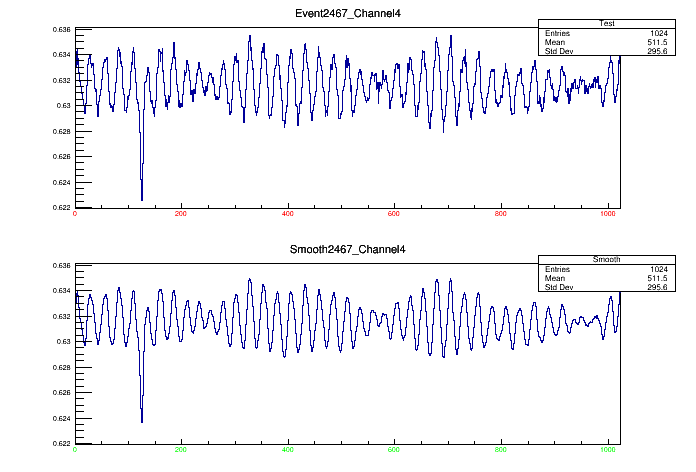 Event2467_Channel4
Test
Entries 1024
Mean 511.5
Std Dev 295.6
0.636
0.634
0.632
0.63
0.628
0.626
0.624
0.622
0 200 400 600 800 1000
Smooth2467_Channel4
Smooth
Entries 1024
Mean 511.5
Std Dev 295.6
0.636
0.634
0.632
0.63
0.628
0.626
0.624
0.622
0 200 400 600 800 1000